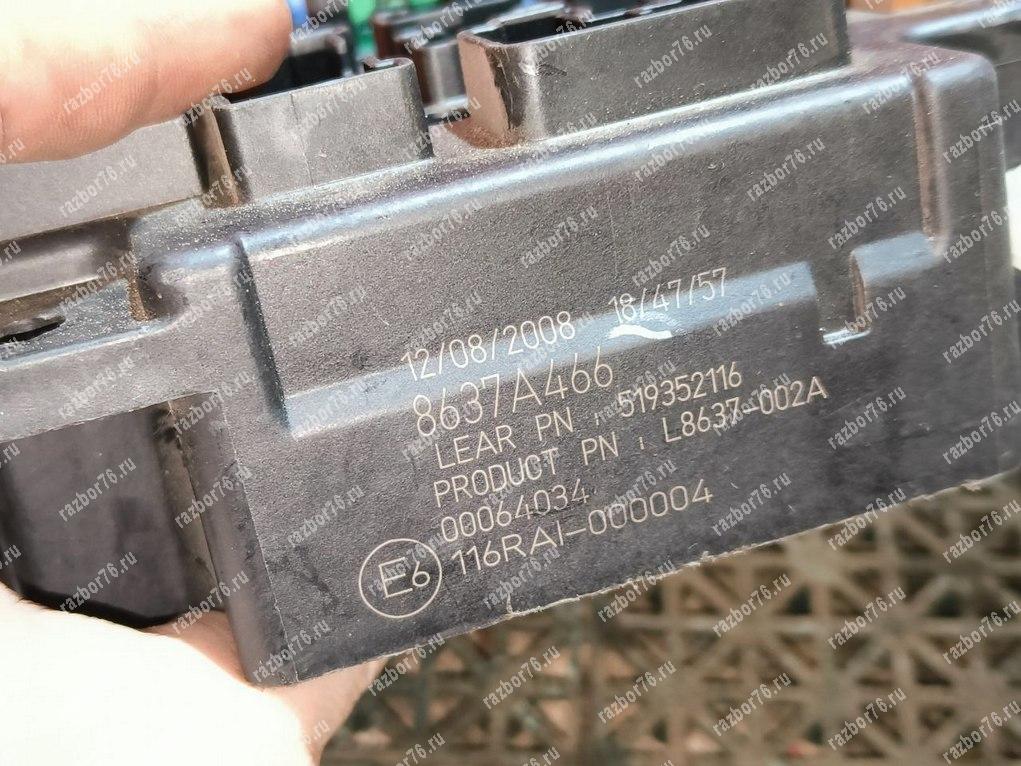 12/08/2008 18/47/57
8637A466
LEAR PN : 519352116
PRODUCT PN : L8637-002A
00064034
E6 116RAI-000004
razbor76.ru